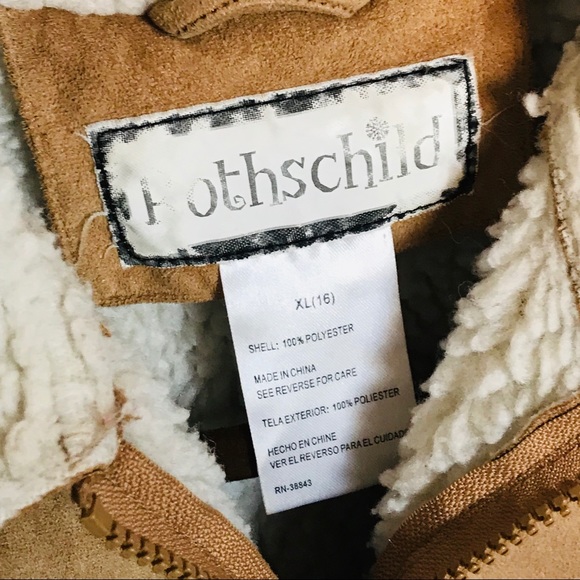 Rothschild
XL(16)
SHELL: 100% POLYESTER
MADE IN CHINA
SEE REVERSE FOR CARE
TELA EXTERIOR: 100% POLIESTER
HECHO EN CHINE
VER EL REVERSO PARA EL CUIDADO
RN-38843